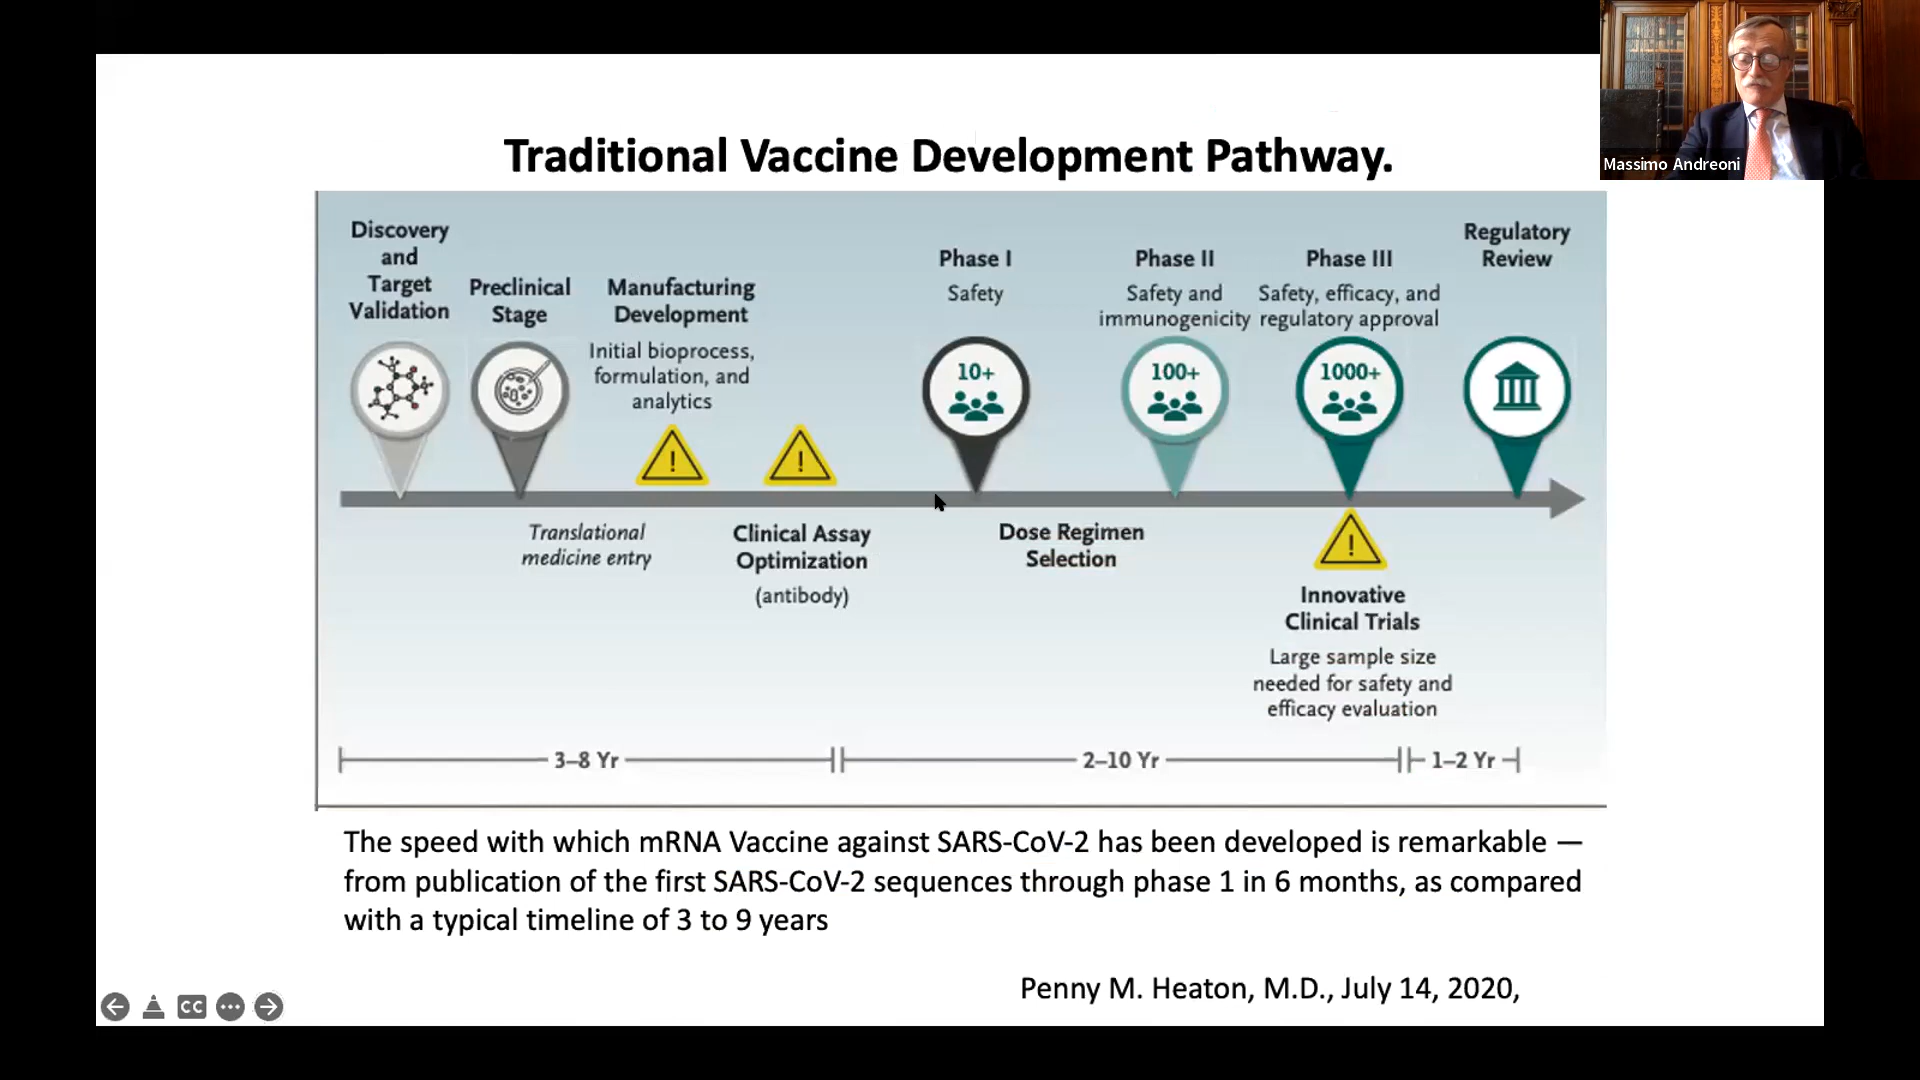 Massimo Andreoni
Traditional Vaccine Development Pathway.
Discovery
and
Target
Validation
Preclinical
Stage
Manufacturing
Development
Initial bioprocess,
formulation, and
analytics
Phase I
Safety
10+
Phase II
Safety and
immunogenicity
100+
Phase III
Safety, efficacy, and
regulatory approval
1000+
Regulatory
Review
!
!
Translational
medicine entry
Clinical Assay
Optimization
(antibody)
Dose Regimen
Selection
!
Innovative
Clinical Trials
Large sample size
needed for safety and
efficacy evaluation
3–8 Yr
2–10 Yr
1–2 Yr
The speed with which mRNA Vaccine against SARS-CoV-2 has been developed is remarkable —
from publication of the first SARS-CoV-2 sequences through phase 1 in 6 months, as compared
with a typical timeline of 3 to 9 years
Penny M. Heaton, M.D., July 14, 2020,
CC